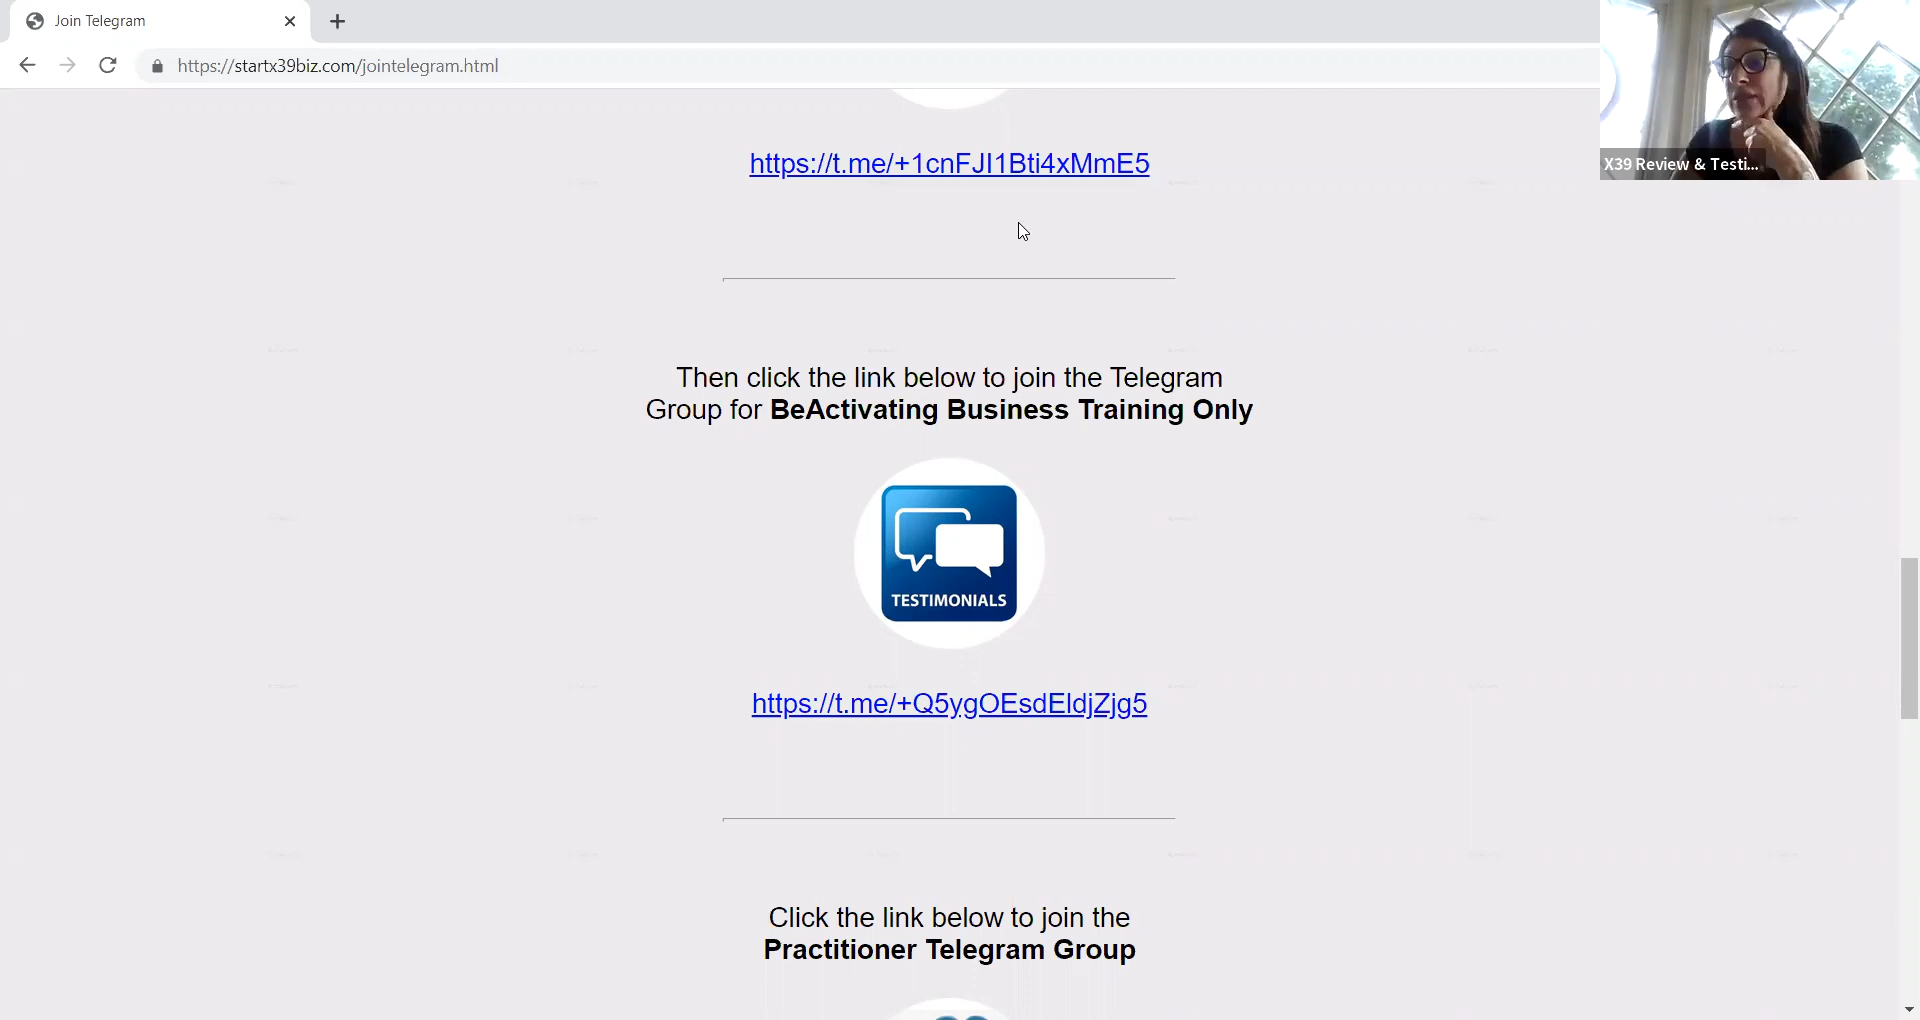 Join Telegram
https://startx39biz.com/jointelegram.html
X39 Review & Testi...
https://t.me/+1cnFJI1Bti4xMmE5
Then click the link below to join the Telegram
Group for BeActivating Business Training Only
TESTIMONIALS
https://t.me/+Q5ygOEsdEldjZjg5
Click the link below to join the
Practitioner Telegram Group